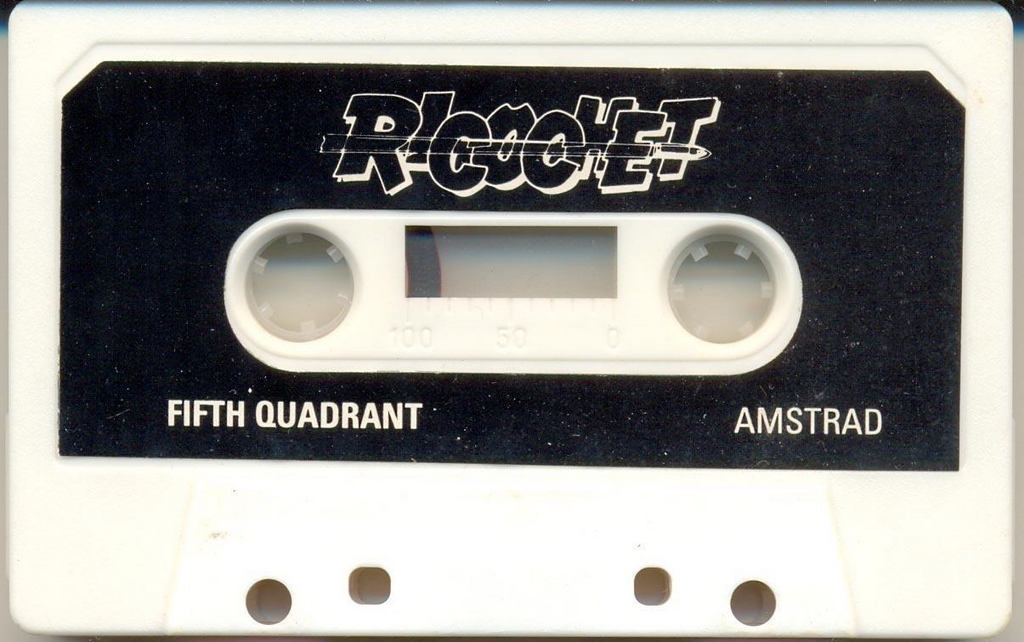 RICOCHET
100 50 0
FIFTH QUADRANT
AMSTRAD